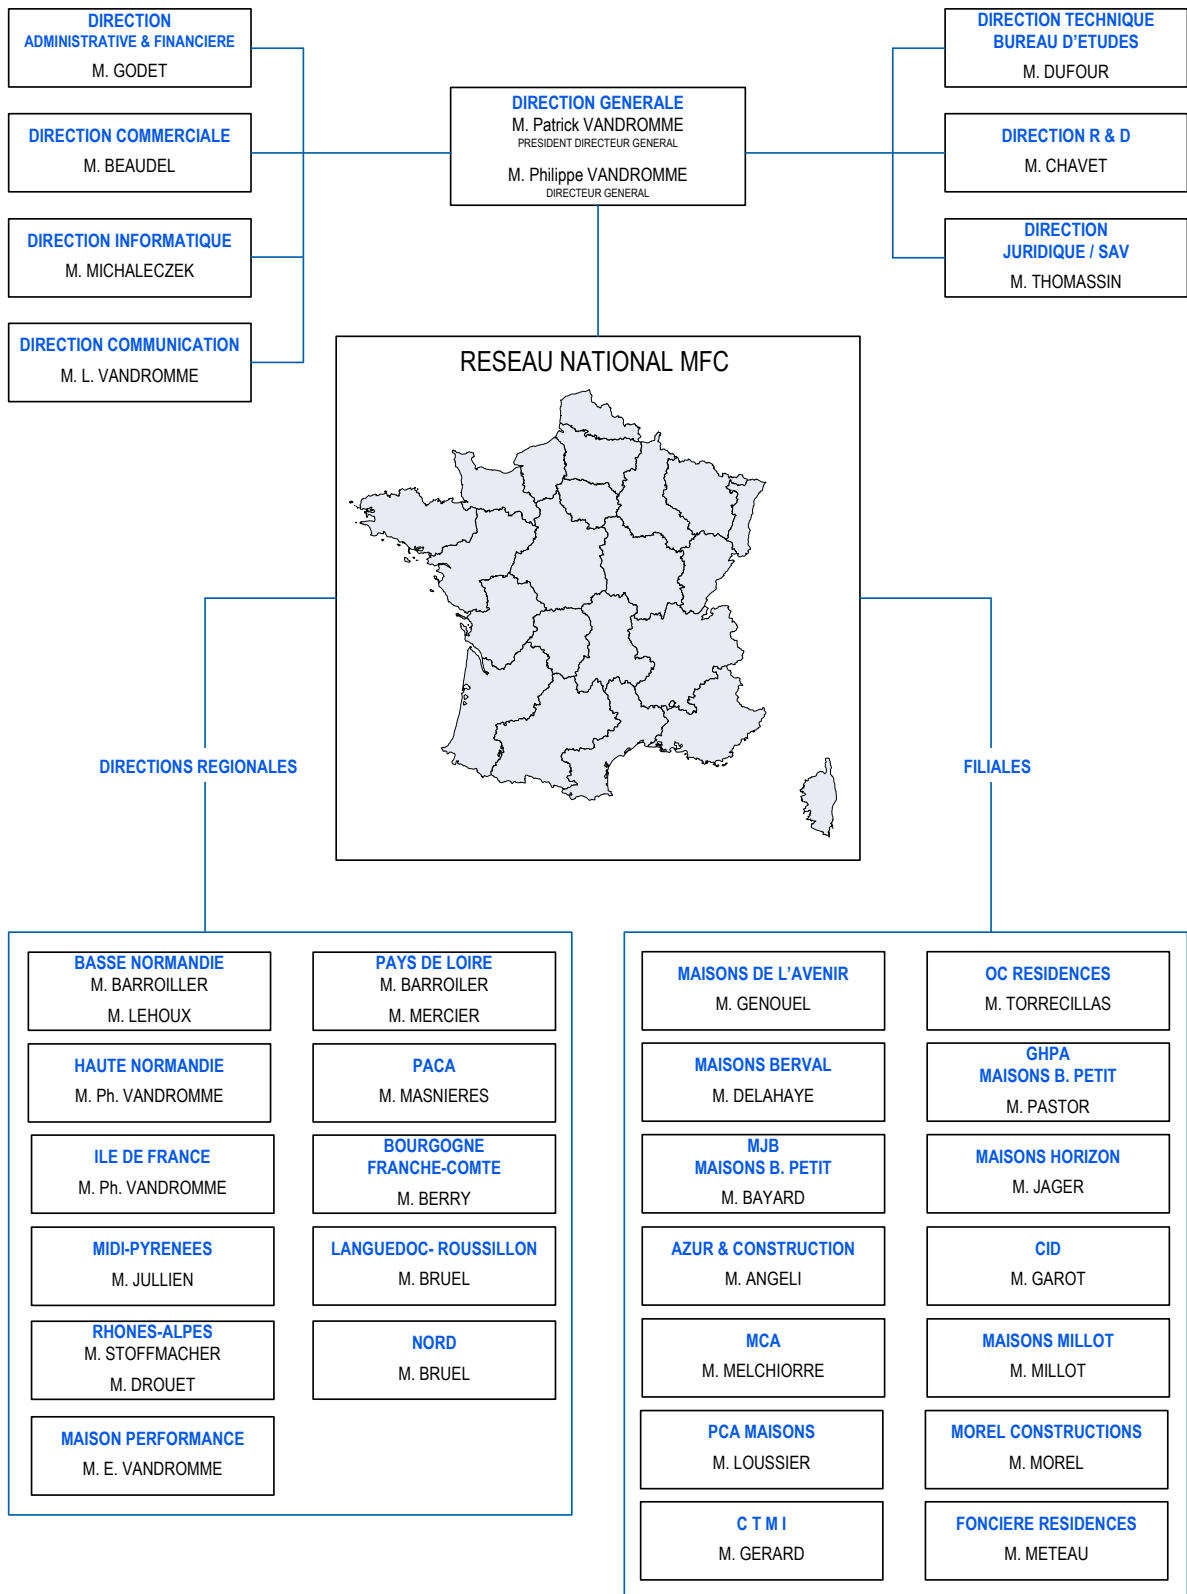 DIRECTION
ADMINISTRATIVE & FINANCIERE
M. GODET
DIRECTION COMMERCIALE
M. BEAUDEL
DIRECTION INFORMATIQUE
M. MICHALECZEK
DIRECTION COMMUNICATION
M. L. VANDROMME
DIRECTION GENERALE
M. Patrick VANDROMME
PRESIDENT DIRECTEUR GENERAL
M. Philippe VANDROMME
DIRECTEUR GENERAL
DIRECTION TECHNIQUE
BUREAU D'ETUDES
M. DUFOUR
DIRECTION R & D
M. CHAVET
DIRECTION
JURIDIQUE / SAV
M. THOMASSIN
RESEAU NATIONAL MFC
DIRECTIONS REGIONALES
FILIALES
BASSE NORMANDIE
M. BARROILLER
M. LEHOUX
PAYS DE LOIRE
M. BARROILER
M. MERCIER
HAUTE NORMANDIE
M. Ph. VANDROMME
PACA
M. MASNIERES
ILE DE FRANCE
M. Ph. VANDROMME
BOURGOGNE
FRANCHE-COMTE
M. BERRY
MIDI-PYRENEES
M. JULLIEN
LANGUEDOC- ROUSSILLON
M. BRUEL
RHONES-ALPES
M. STOFFMACHER
M. DROUET
NORD
M. BRUEL
MAISON PERFORMANCE
M. E. VANDROMME
MAISONS DE L'AVENIR
M. GENOUEL
OC RESIDENCES
M. TORRECILLAS
MAISONS BERVAL
M. DELAHAYE
GHPA
MAISONS B. PETIT
M. PASTOR
MJB
MAISONS B. PETIT
M. BAYARD
MAISONS HORIZON
M. JAGER
AZUR & CONSTRUCTION
M. ANGELI
CID
M. GAROT
MCA
M. MELCHIORRE
MAISONS MILLOT
M. MILLOT
PCA MAISONS
M. LOUSSIER
MOREL CONSTRUCTIONS
M. MOREL
C T M I
M. GERARD
FONCIERE RESIDENCES
M. METEAU